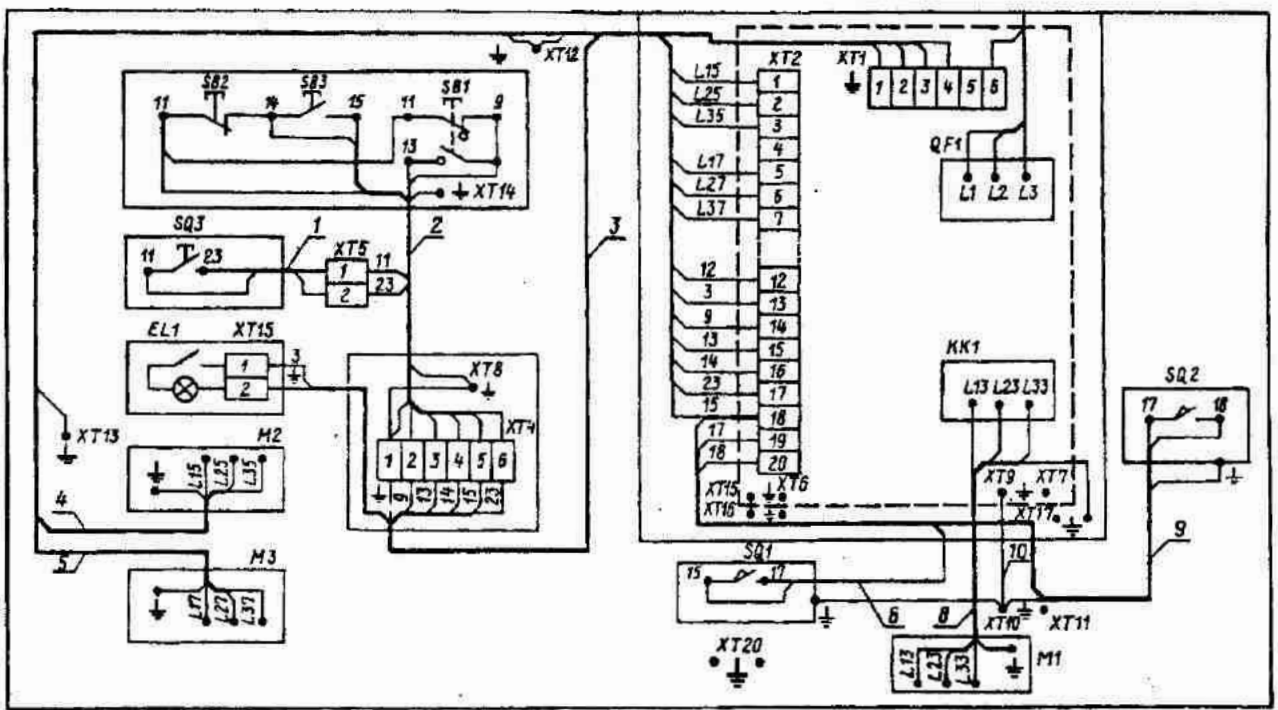 XT12
XT2
XT1
1 2 3 4 5 6
SB2 SB3 SB1
11 14 15 11 9
13
XT14
L15 1
L25 2
L35 3
4
L17 5
L27 6
L37 7
12 12
3 13
9 14
13 15
14 16
23 17
15 18
17 19
18 20
QF1
L1 L2 L3
SQ3
11 23
1
XT5
1 11
2 23
2
3
EL1 XT15
1 3
2
XT8
XT4
1 2 3 4 5 6
9 13 14 15 23
KK1
L13 L23 L33
SQ2
17 18
XT13
M2
L15 L25 L35
4
5
M3
L17 L27 L37
XT15 XT6
XT16
XT9 XT7
XT17
SQ1
15 17
6
8
10
9
XT10 XT11
XT20
M1
L13 L23 L33